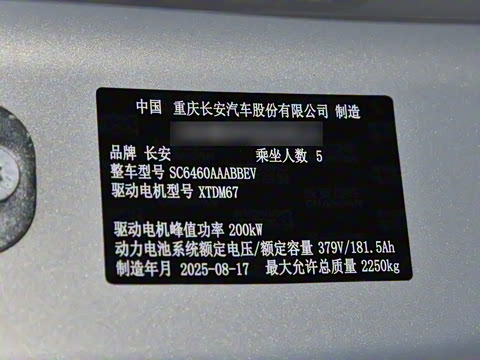 中国 重庆长安汽车股份有限公司 制造
品牌 长安 乘坐人数 5
整车型号 SC6460AAABBEV
驱动电机型号 XTDM67
驱动电机峰值功率 200kW
动力电池系统额定电压/额定容量 379V/181.5Ah
制造年月 2025-08-17 最大允许总质量 2250kg